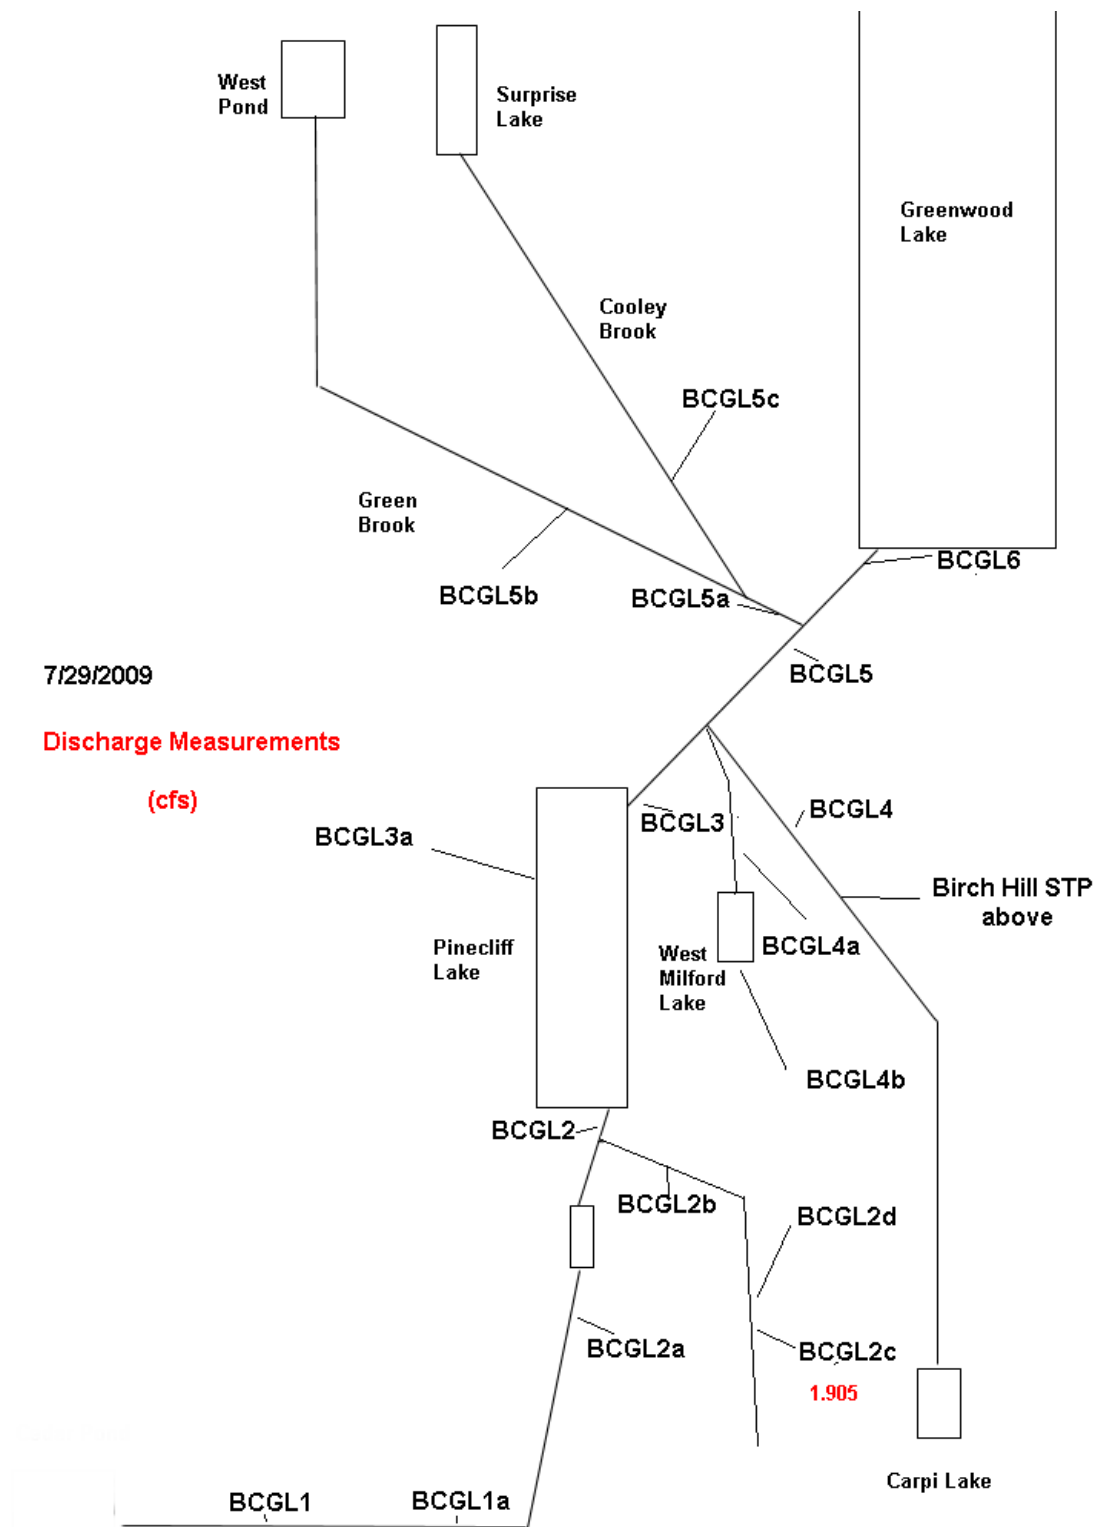 West
Pond
Surprise
Lake
Greenwood
Lake
Cooley
Brook
BCGL5c
Green
Brook
BCGL5b
BCGL5a
BCGL6
7/29/2009
BCGL5
Discharge Measurements
(cfs)
BCGL3a
BCGL3
BCGL4
Birch Hill STP
above
Pinecliff
Lake
West
Milford
Lake
BCGL4a
BCGL4b
BCGL2
BCGL2b
BCGL2d
BCGL2a
BCGL2c
1.905
Carpi Lake
BCGL1
BCGL1a